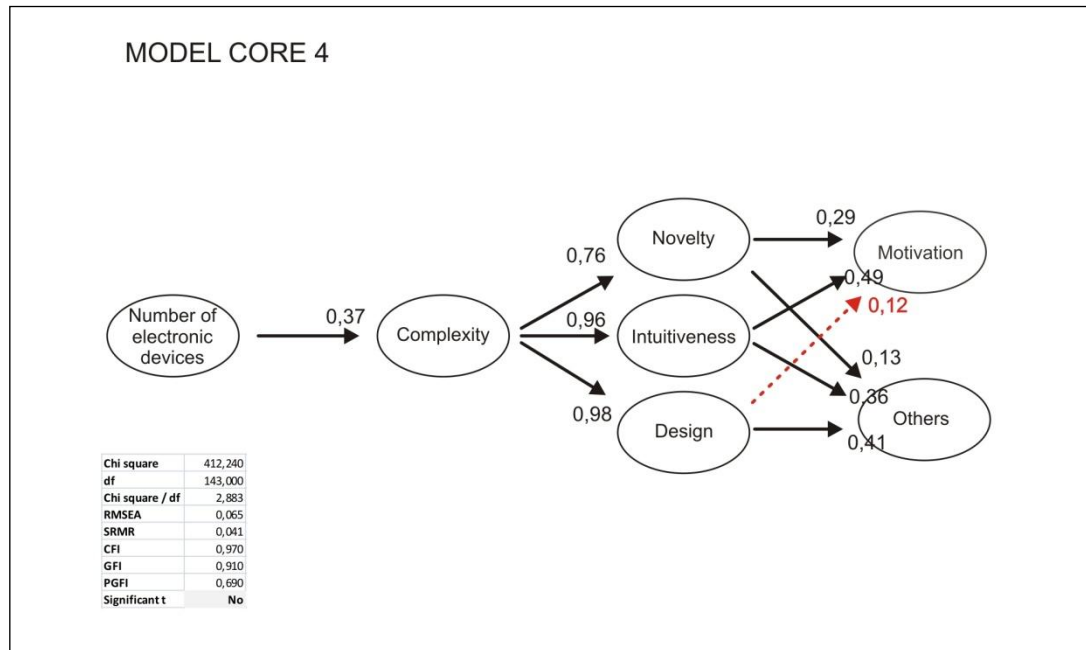 MODEL CORE 4
0,29
Novelty
Motivation
0,76
0,49
0,12
Number of
electronic
devices
0,37
Complexity
0,96
Intuitiveness
0,13
0,36
0,98
Design
Others
0,41
Chi square 412,240
df 143,000
Chi square / df 2,883
RMSEA 0,065
SRMR 0,041
CFI 0,970
GFI 0,910
PGFI 0,690
Significant t No